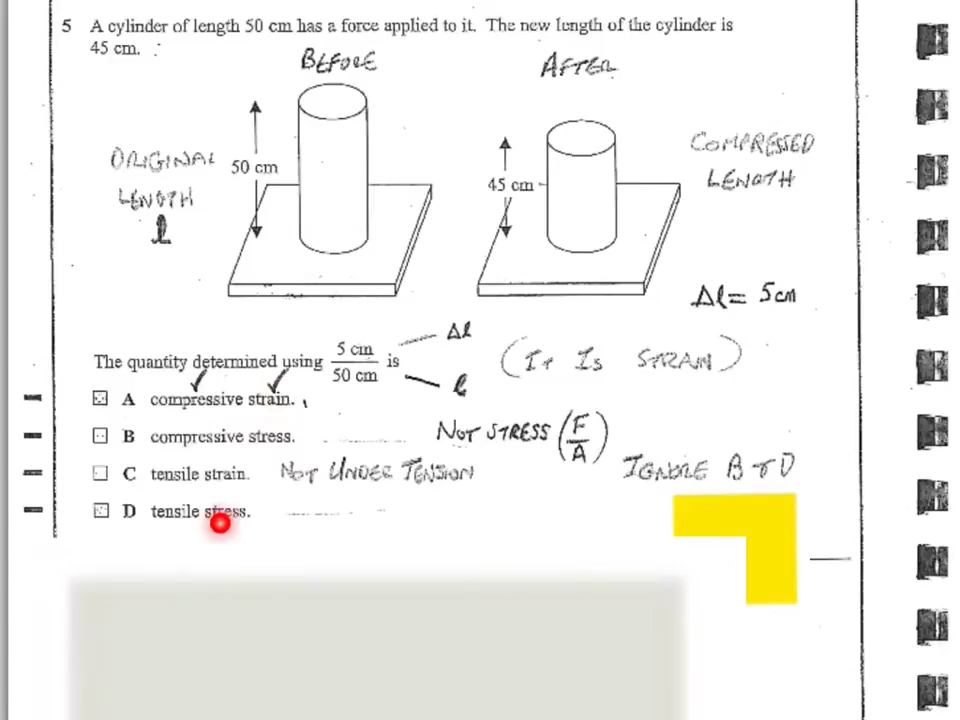 5 A cylinder of length 50 cm has a force applied to it. The new length of the cylinder is
45 cm.
BEFORE
AFTER
ORIGINAL
LENGTH
l
50 cm
45 cm
COMPRESSED
LENGTH
Δl = 5cm
The quantity determined using 5 cm / 50 cm is
Δl
l
(IT IS STRAIN)
A compressive strain.
B compressive stress.
NOT STRESS (F/A)
C tensile strain.
NOT UNDER TENSION
IGNORE B + D
D tensile stress.